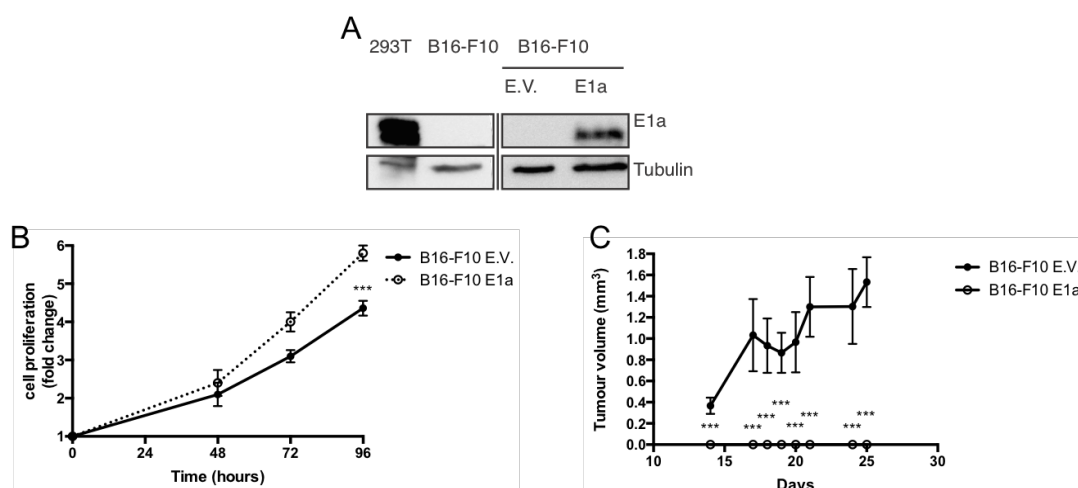 A
293T B16-F10 B16-F10
E.V. E1a
E1a
Tubulin
B
cell proliferation
(fold change)
6
5
4
3
2
1
0 24 48 72 96
Time (hours)
B16-F10 E.V.
B16-F10 E1a
***
C
Tumour volume (mm³)
1.8
1.6
1.4
1.2
1.0
0.8
0.6
0.4
0.2
0.0
10 15 20 25 30
Days
B16-F10 E.V.
B16-F10 E1a
*** *** *** *** *** *** *** ***